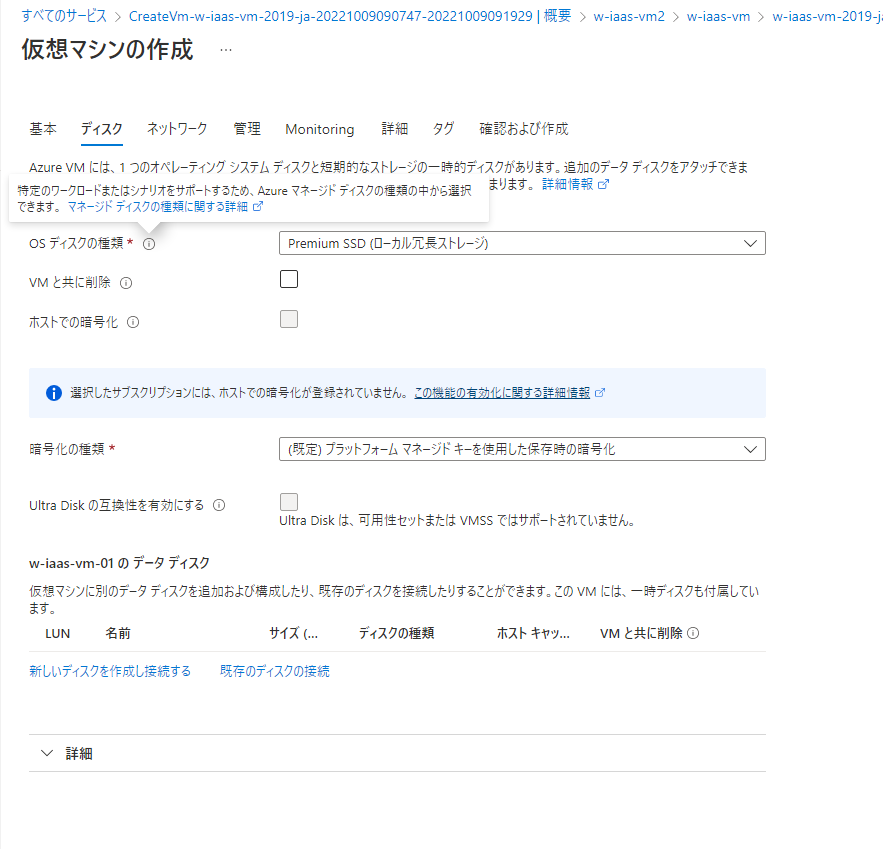 すべてのサービス > CreateVm-w-iaas-vm-2019-ja-20221009090747-20221009091929 | 概要 > w-iaas-vm2 > w-iaas-vm > w-iaas-vm-2019-ja
仮想マシンの作成 …
基本 ディスク ネットワーク 管理 Monitoring 詳細 タグ 確認および作成
Azure VM には、1 つのオペレーティング システム ディスクと短期的なストレージの一時的ディスクがあります。追加のデータ ディスクをアタッチできま
まります。 詳細情報
特定のワークロードまたはシナリオをサポートするため、Azure マネージド ディスクの種類の中から選択
できます。 マネージド ディスクの種類に関する詳細
OS ディスクの種類 * Premium SSD (ローカル冗長ストレージ)
VM と共に削除
ホストでの暗号化
選択したサブスクリプションには、ホストでの暗号化が登録されていません。 この機能の有効化に関する詳細情報
暗号化の種類 * (既定) プラットフォーム マネージド キーを使用した保存時の暗号化
Ultra Disk の互換性を有効にする
Ultra Disk は、可用性セットまたは VMSS ではサポートされていません。
w-iaas-vm-01 の データ ディスク
仮想マシンに別のデータ ディスクを追加および構成したり、既存のディスクを接続したりすることができます。この VM には、一時ディスクも付属してい
ます。
LUN 名前 サイズ (... ディスクの種類 ホスト キャッ... VM と共に削除
新しいディスクを作成し接続する 既存のディスクの接続
詳細